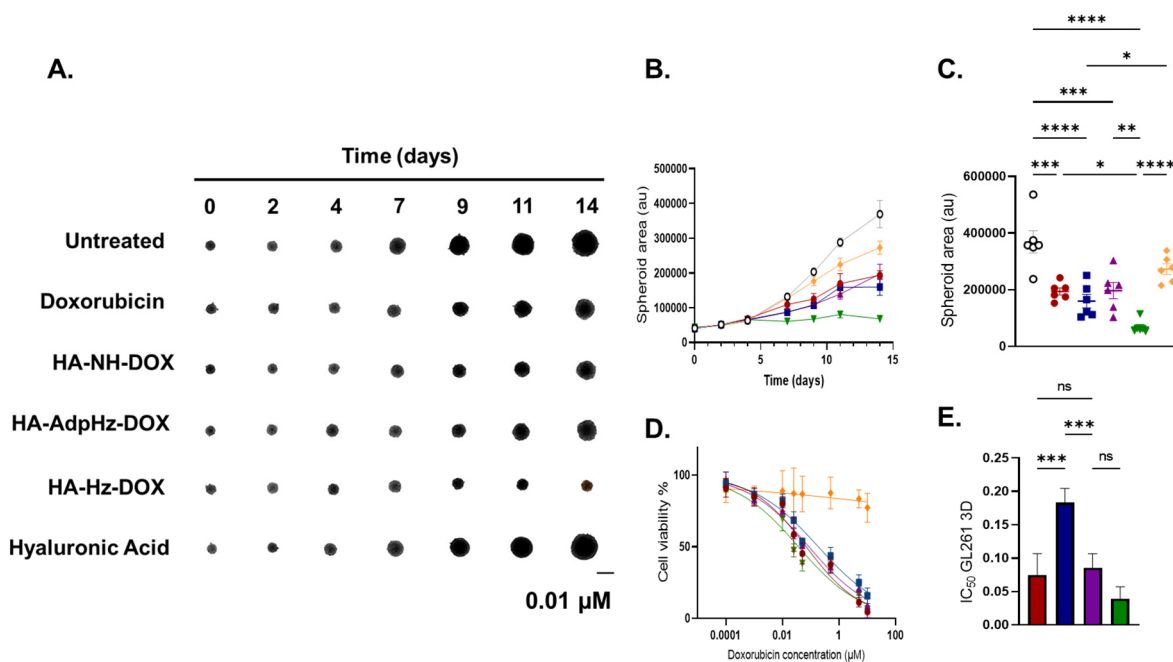 A.
Time (days)
0 2 4 7 9 11 14
Untreated
Doxorubicin
HA-NH-DOX
HA-AdpHz-DOX
HA-Hz-DOX
Hyaluronic Acid
0.01 µM
B.
Spheroid area (au)
500000
400000
300000
200000
100000
0
0 5 10 15
Time (days)
C.
****
*
***
**** **
*** * ****
Spheroid area (au)
600000
400000
200000
0
D.
Cell viability %
100
50
0
0.0001 0.01 1 100
Doxorubicin concentration (µM)
E.
ns
***
*** ns
IC50 GL261 3D
0.25
0.20
0.15
0.10
0.05
0.00